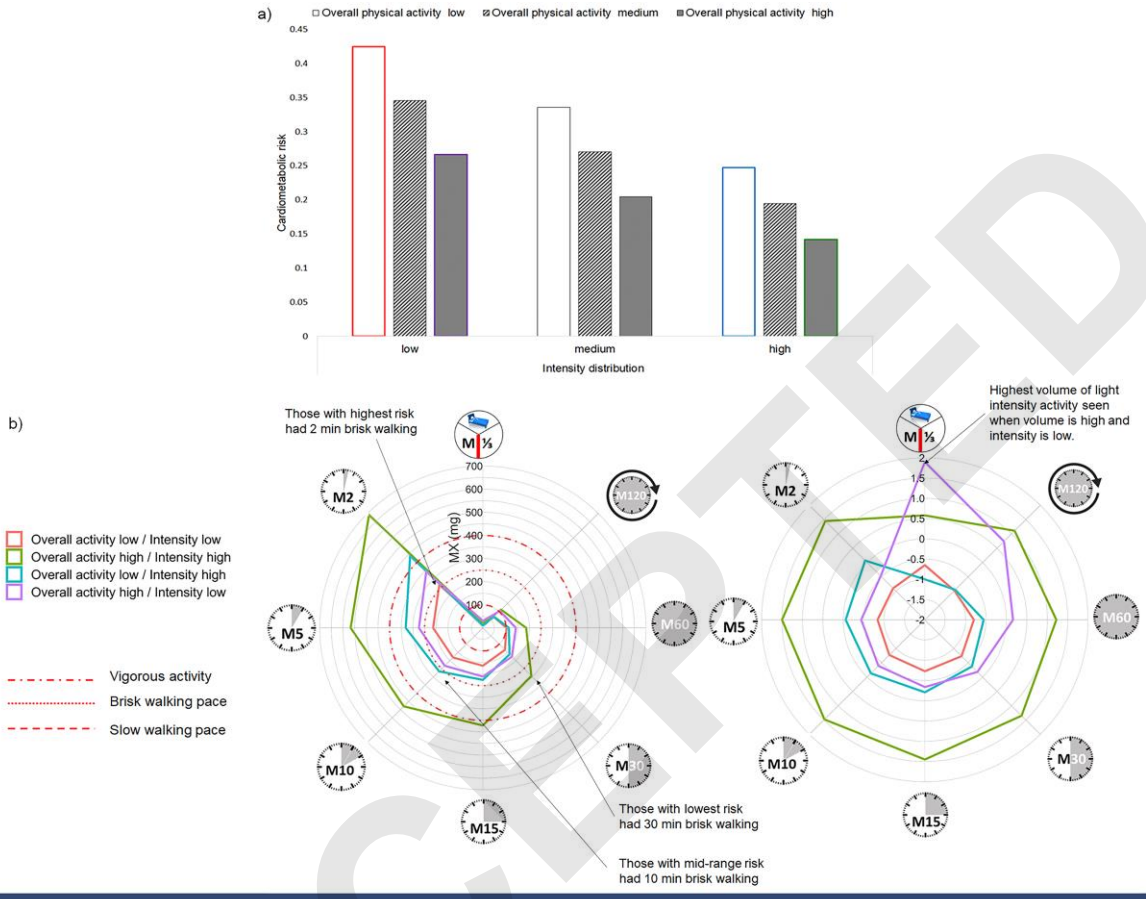 a)
Overall physical activity low
Overall physical activity medium
Overall physical activity high
0.45
0.4
0.35
0.3
0.25
0.2
0.15
0.1
0.05
0
Cardiometabolic risk
low
medium
high
Intensity distribution
b)
Those with highest risk
had 2 min brisk walking
Highest volume of light
intensity activity seen
when volume is high and
intensity is low.
M ⅓
M2
M120
M60
M30
M15
M10
M5
700
600
500
400
300
200
100
MX (mg)
Overall activity low / Intensity low
Overall activity high / Intensity high
Overall activity low / Intensity high
Overall activity high / Intensity low
Vigorous activity
Brisk walking pace
Slow walking pace
Those with lowest risk
had 30 min brisk walking
Those with mid-range risk
had 10 min brisk walking
M ⅓
M2
M120
M60
M30
M15
M10
M5
2
1.5
1
0.5
0
-0.5
-1
-1.5
-2
CEPTED